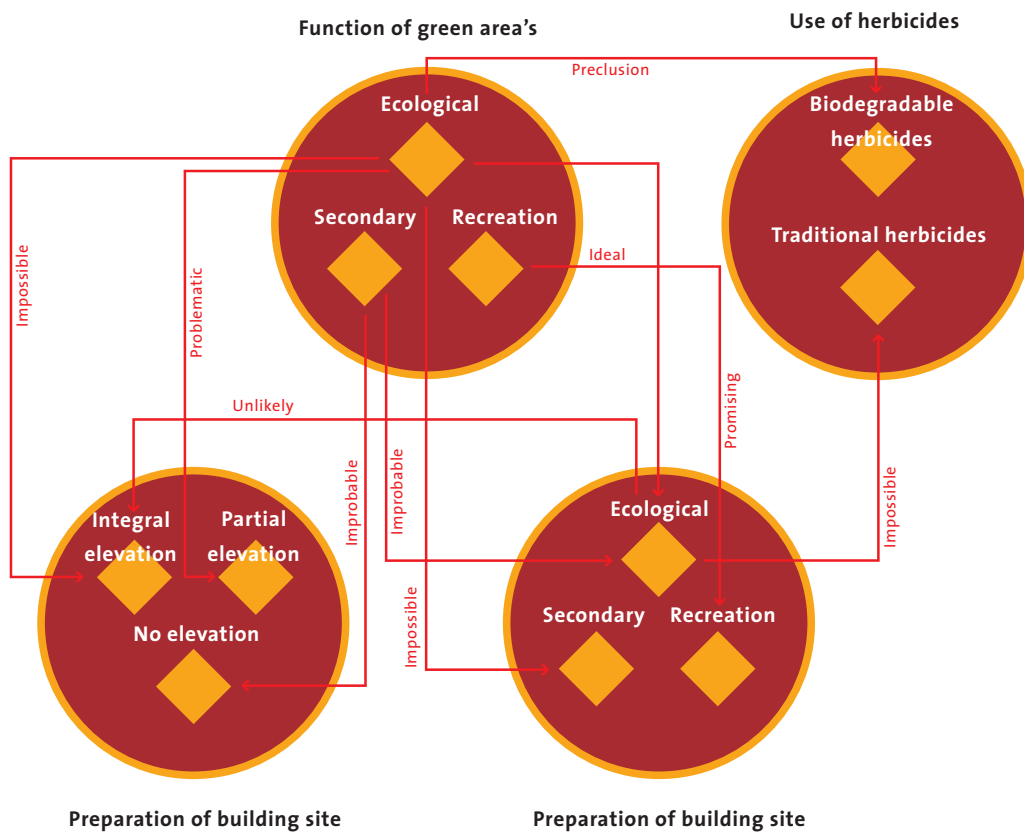 Function of green area's
Use of herbicides
Preclusion
Ecological
Biodegradable
herbicides
Secondary
Recreation
Traditional herbicides
Ideal
Impossible
Problematic
Promising
Unlikely
Improbable
Improbable
Impossible
Impossible
Integral
elevation
Partial
elevation
No elevation
Ecological
Secondary
Recreation
Preparation of building site
Preparation of building site